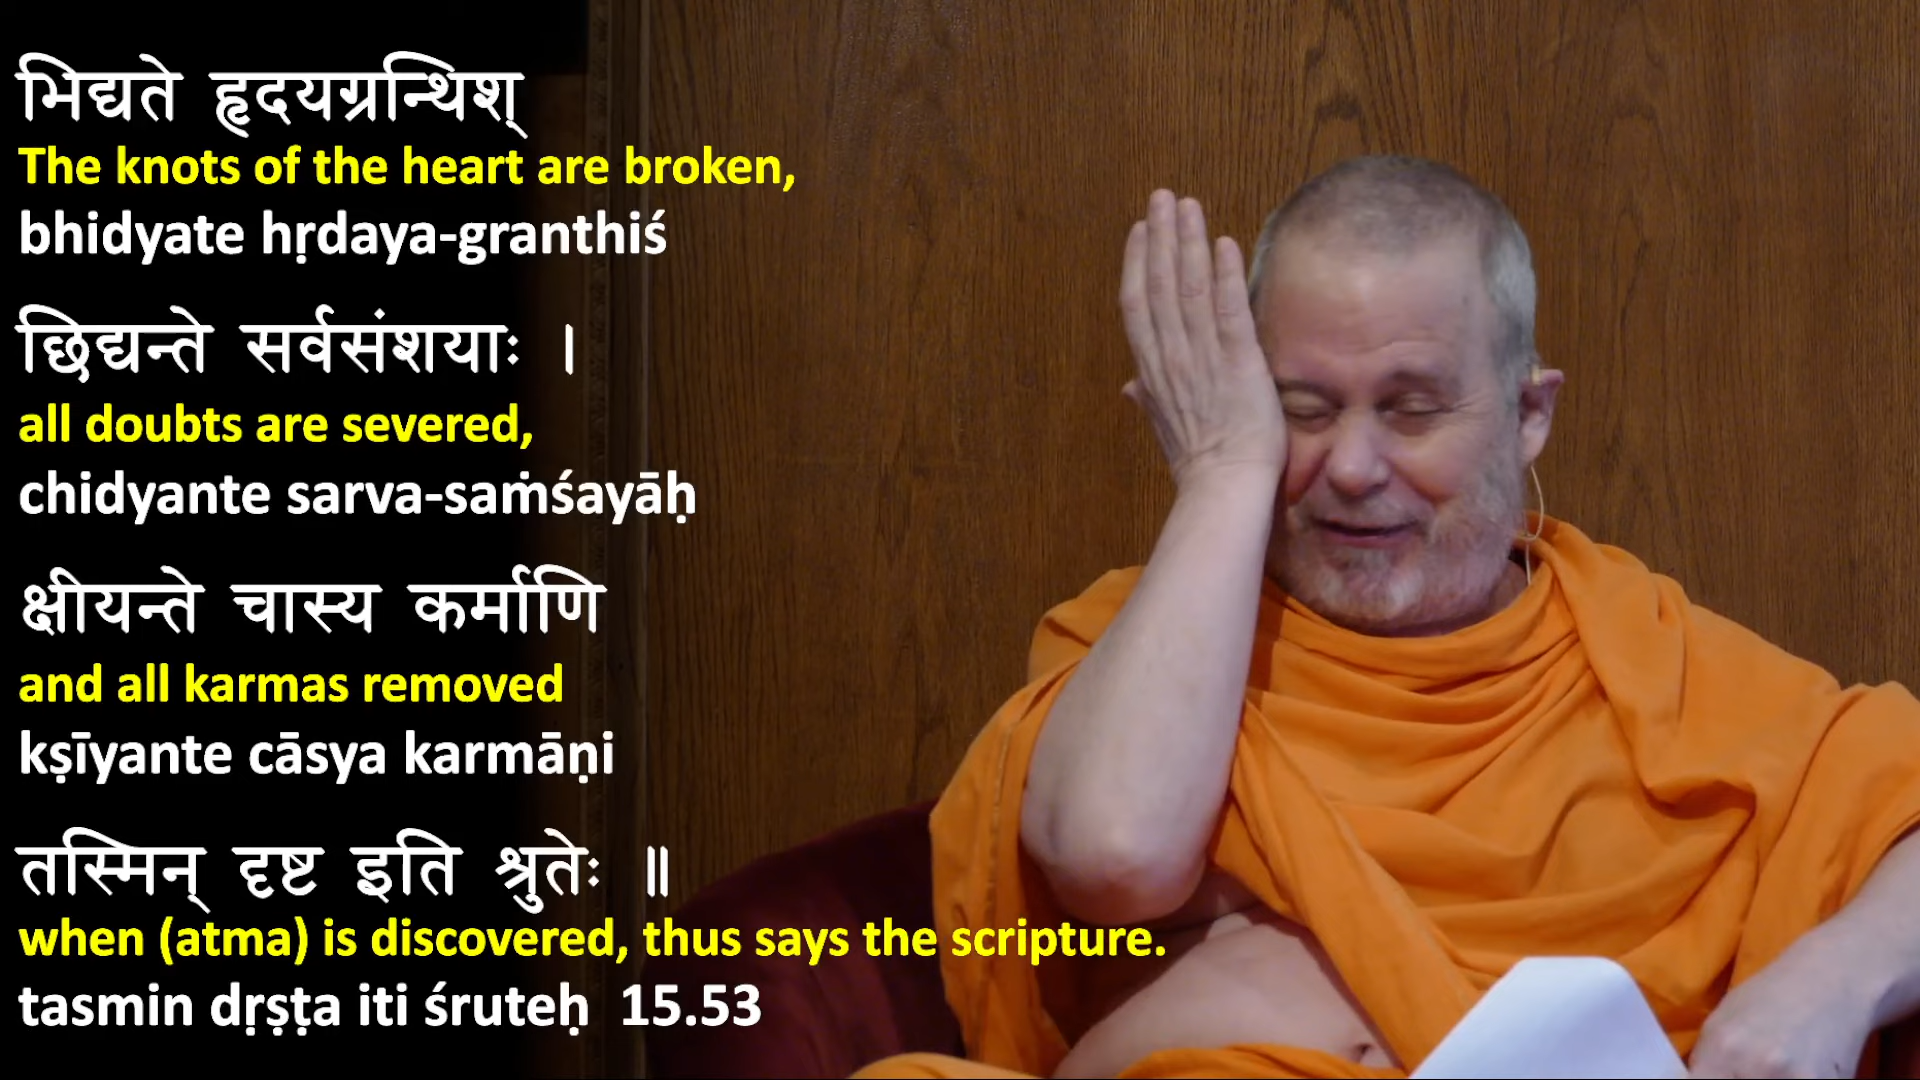 भिद्यते हृदयग्रन्थिश्
The knots of the heart are broken,
bhidyate hṛdaya-granthiś
छिद्यन्ते सर्वसंशयाः ।
all doubts are severed,
chidyante sarva-saṁśayāḥ
क्षीयन्ते चास्य कर्माणि
and all karmas removed
kṣīyante cāsya karmāṇi
तस्मिन् दृष्ट इति श्रुतेः ॥
when (atma) is discovered, thus says the scripture.
tasmin dṛṣṭa iti śruteḥ 15.53